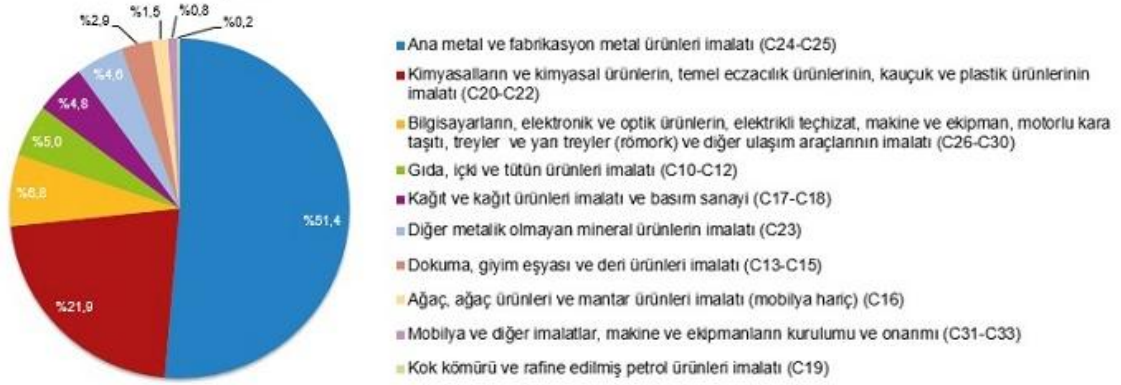 %2,9
%1,5
%0,8
%0,2
%4,6
%4,8
%5,0
%6,8
%21,9
%51,4
Ana metal ve fabrikasyon metal ürünleri imalatı (C24-C25)
Kimyasalların ve kimyasal ürünlerin, temel eczacılık ürünlerinin, kauçuk ve plastik ürünlerinin
imalatı (C20-C22)
Bilgisayarların, elektronik ve optik ürünlerin, elektrikli teçhizat, makine ve ekipman, motorlu kara
taşıtı, treyler ve yarı treyler (römork) ve diğer ulaşım araçlarının imalatı (C26-C30)
Gıda, içki ve tütün ürünleri imalatı (C10-C12)
Kağıt ve kağıt ürünleri imalatı ve basım sanayi (C17-C18)
Diğer metalik olmayan mineral ürünlerin imalatı (C23)
Dokuma, giyim eşyası ve deri ürünleri imalatı (C13-C15)
Ağaç, ağaç ürünleri ve mantar ürünleri imalatı (mobilya hariç) (C16)
Mobilya ve diğer imalatlar, makine ve ekipmanların kurulumu ve onarımı (C31-C33)
Kok kömürü ve rafine edilmiş petrol ürünleri imalatı (C19)